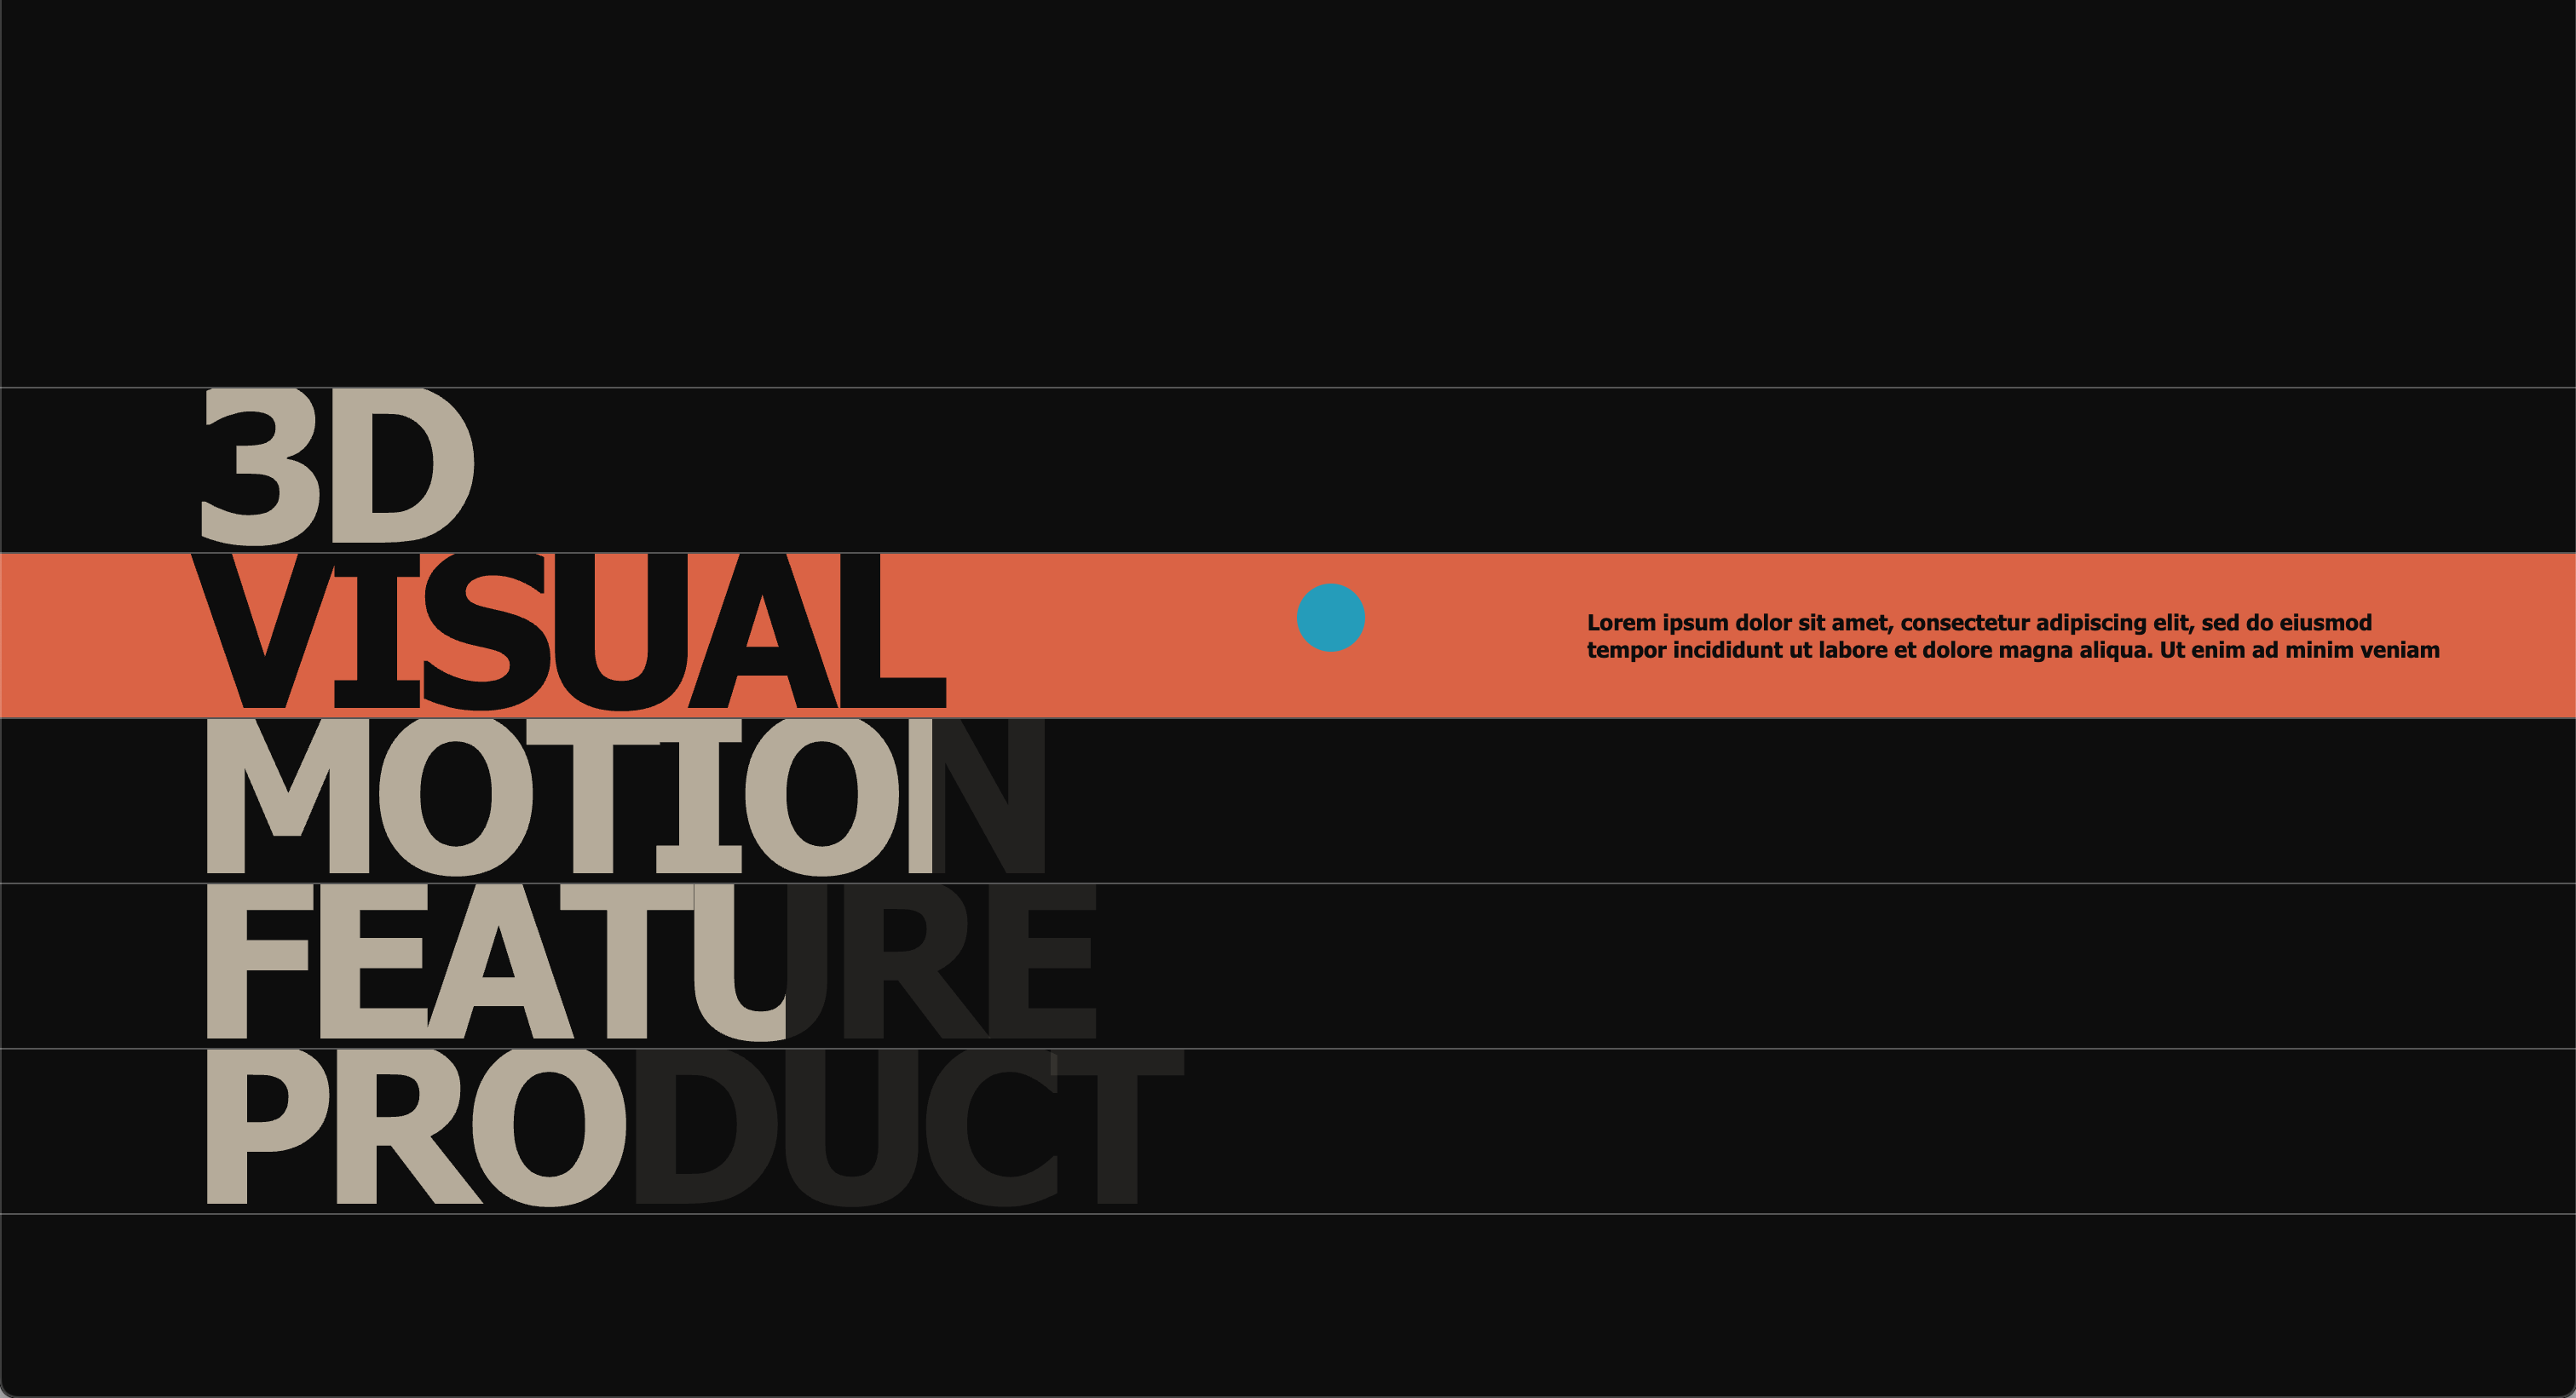 3D
VISUAL
Lorem ipsum dolor sit amet, consectetur adipiscing elit, sed do eiusmod
tempor incididunt ut labore et dolore magna aliqua. Ut enim ad minim veniam
MOTION
FEATURE
PRODUCT